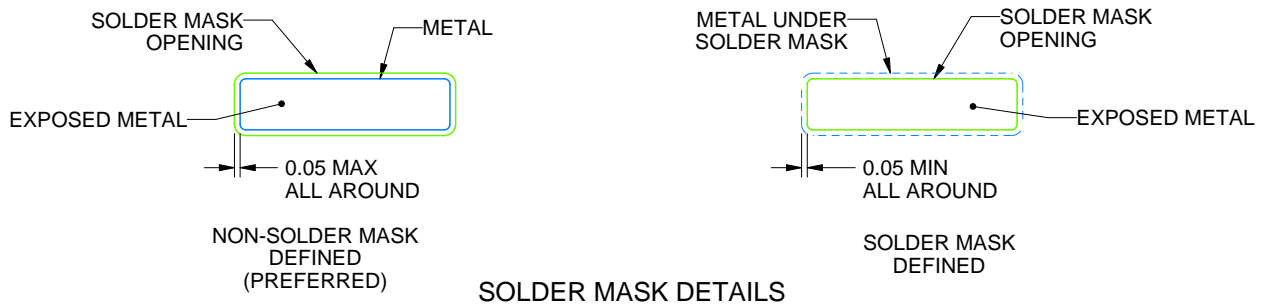 SOLDER MASK
OPENING
METAL
EXPOSED METAL
0.05 MAX
ALL AROUND
NON-SOLDER MASK
DEFINED
(PREFERRED)
METAL UNDER
SOLDER MASK
SOLDER MASK
OPENING
EXPOSED METAL
0.05 MIN
ALL AROUND
SOLDER MASK
DEFINED
SOLDER MASK DETAILS